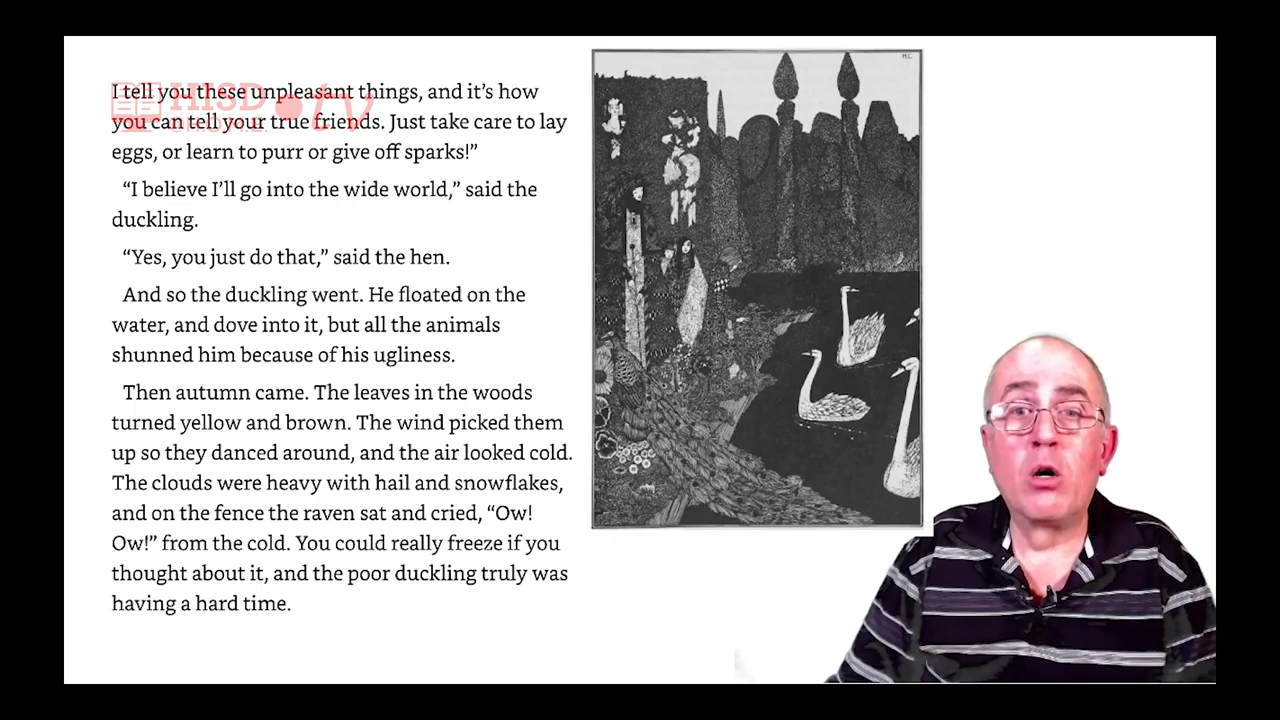 I tell you these unpleasant things, and it's how
you can tell your true friends. Just take care to lay
eggs, or learn to purr or give off sparks!”
“I believe I'll go into the wide world,” said the
duckling.
“Yes, you just do that,” said the hen.
And so the duckling went. He floated on the
water, and dove into it, but all the animals
shunned him because of his ugliness.
Then autumn came. The leaves in the woods
turned yellow and brown. The wind picked them
up so they danced around, and the air looked cold.
The clouds were heavy with hail and snowflakes,
and on the fence the raven sat and cried, “Ow!
Ow!” from the cold. You could really freeze if you
thought about it, and the poor duckling truly was
having a hard time.
HISD
tv
HC